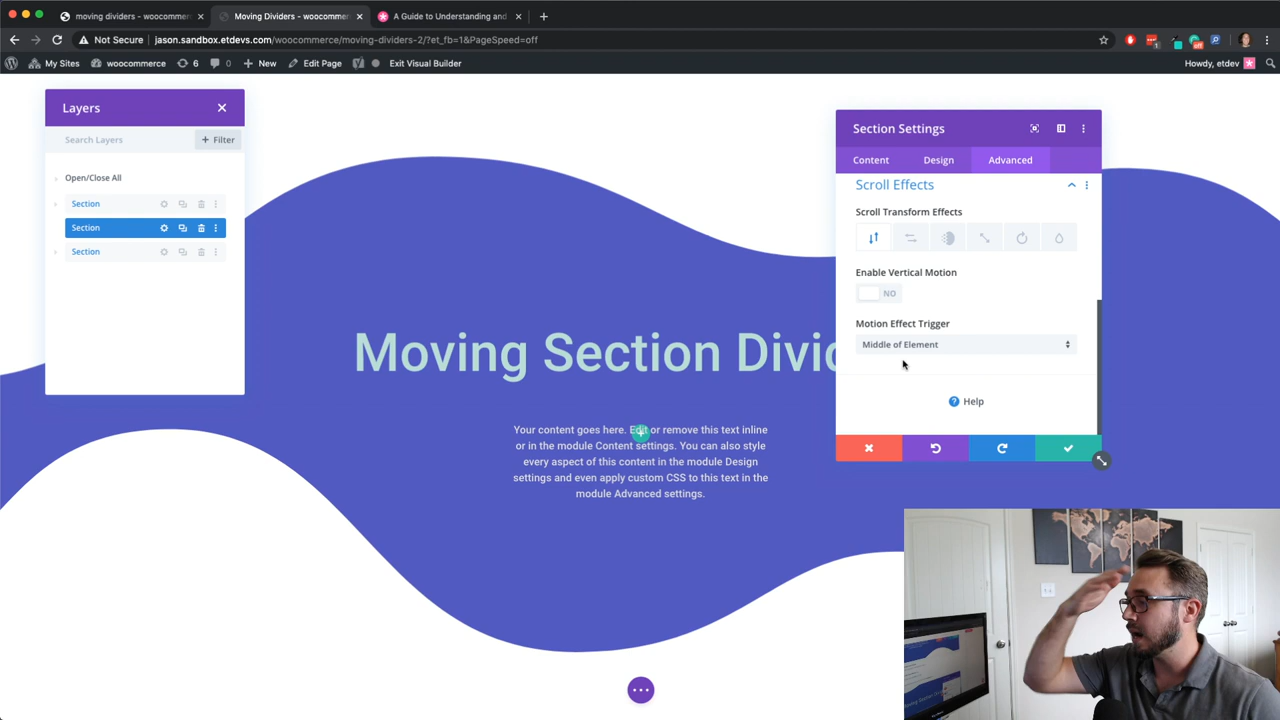 moving dividers - woocommerce
Moving Dividers - woocommerce
A Guide to Understanding and
Not Secure
jason.sandbox.etdevs.com/woocommerce/moving-dividers-2/?et_fb=1&PageSpeed=off
My Sites
woocommerce
6
0
New
Edit Page
Exit Visual Builder
Howdy, etdev
Layers
Search Layers
+ Filter
Open/Close All
Section
Section
Section
Moving Section Divid
Your content goes here. Edit or remove this text inline
or in the module Content settings. You can also style
every aspect of this content in the module Design
settings and even apply custom CSS to this text in the
module Advanced settings.
Section Settings
Content
Design
Advanced
Scroll Effects
Scroll Transform Effects
Enable Vertical Motion
NO
Motion Effect Trigger
Middle of Element
Help